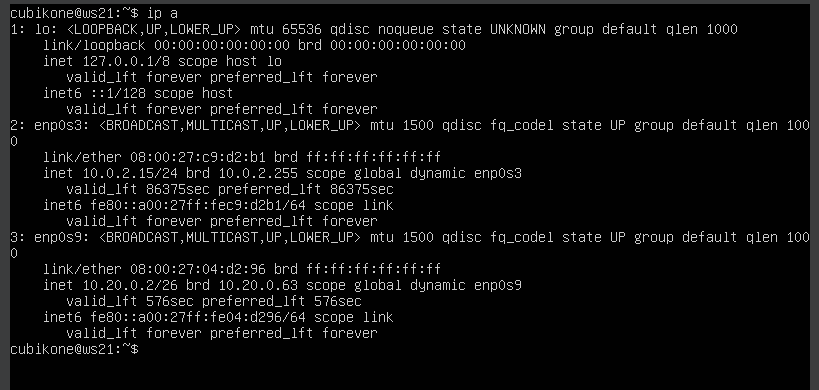 cubikone@ws21:~$ ip a
1: lo: <LOOPBACK,UP,LOWER_UP> mtu 65536 qdisc noqueue state UNKNOWN group default qlen 1000
    link/loopback 00:00:00:00:00:00 brd 00:00:00:00:00:00
    inet 127.0.0.1/8 scope host lo
       valid_lft forever preferred_lft forever
    inet6 ::1/128 scope host
       valid_lft forever preferred_lft forever
2: enp0s3: <BROADCAST,MULTICAST,UP,LOWER_UP> mtu 1500 qdisc fq_codel state UP group default qlen 100
0
    link/ether 08:00:27:c9:d2:b1 brd ff:ff:ff:ff:ff:ff
    inet 10.0.2.15/24 brd 10.0.2.255 scope global dynamic enp0s3
       valid_lft 86375sec preferred_lft 86375sec
    inet6 fe80::a00:27ff:fec9:d2b1/64 scope link
       valid_lft forever preferred_lft forever
3: enp0s9: <BROADCAST,MULTICAST,UP,LOWER_UP> mtu 1500 qdisc fq_codel state UP group default qlen 100
0
    link/ether 08:00:27:04:d2:96 brd ff:ff:ff:ff:ff:ff
    inet 10.20.0.2/26 brd 10.20.0.63 scope global dynamic enp0s9
       valid_lft 576sec preferred_lft 576sec
    inet6 fe80::a00:27ff:fe04:d296/64 scope link
       valid_lft forever preferred_lft forever
cubikone@ws21:~$